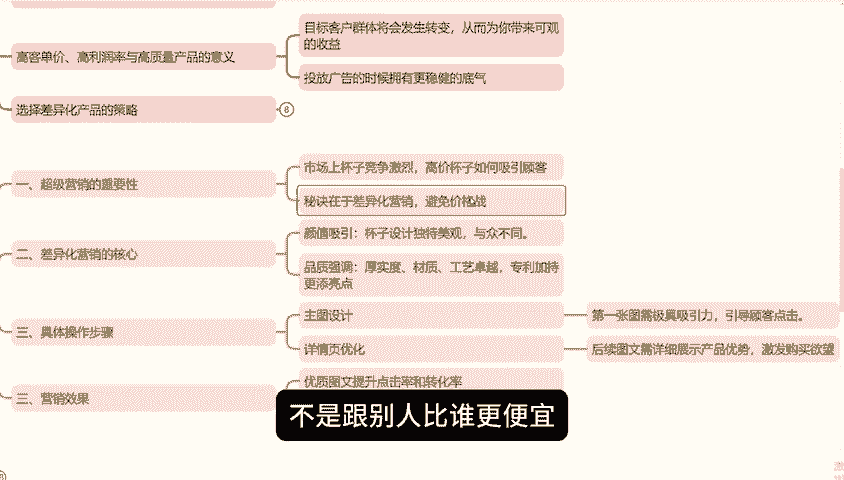 目标客户群体将会发生转变，从而为你带来可观
的收益
高客单价、高利润率与高质量产品的意义
投放广告的时候拥有更稳健的底气
选择差异化产品的策略
6
市场上杯子竞争激烈，高价杯子如何吸引顾客
一、超级营销的重要性
秘诀在于差异化营销，避免价格战
颜值吸引：杯子设计独特美观，与众不同。
二、差异化营销的核心
品质强调：厚实度、材质、工艺卓越，专利加持
更添亮点
主图设计
第一张图需极具吸引力，引导顾客点击。
三、具体操作步骤
详情页优化
后续图文需详细展示产品优势，激发购买欲望
优质图文提升点击率和转化率
三、营销效果
不是跟别人比谁更便宜